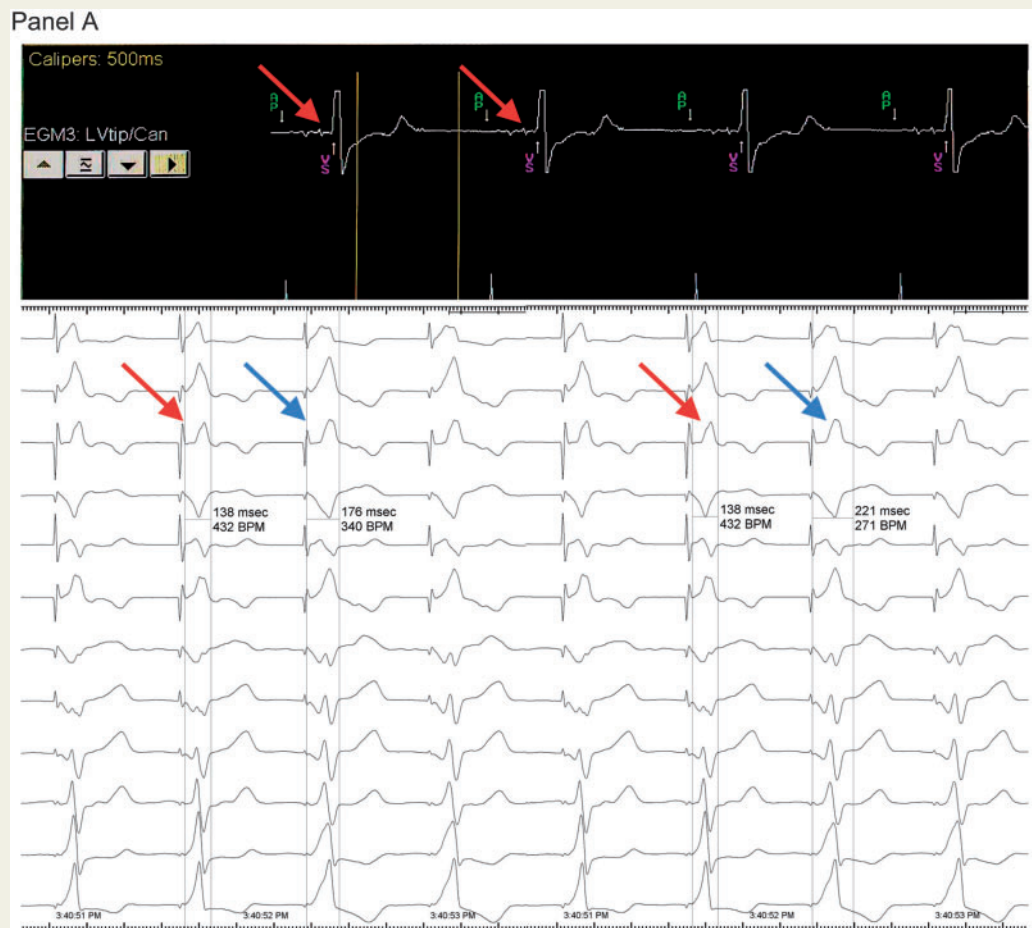 Panel A
Calipers: 500ms
AP
AP
AP
AP
EGM3: LVtip/Can
VS
VS
VS
VS
138 msec
432 BPM
176 msec
340 BPM
138 msec
432 BPM
221 msec
271 BPM
3:40:51 PM
3:40:52 PM
3:40:53 PM
3:40:51 PM
3:40:52 PM
3:40:53 PM